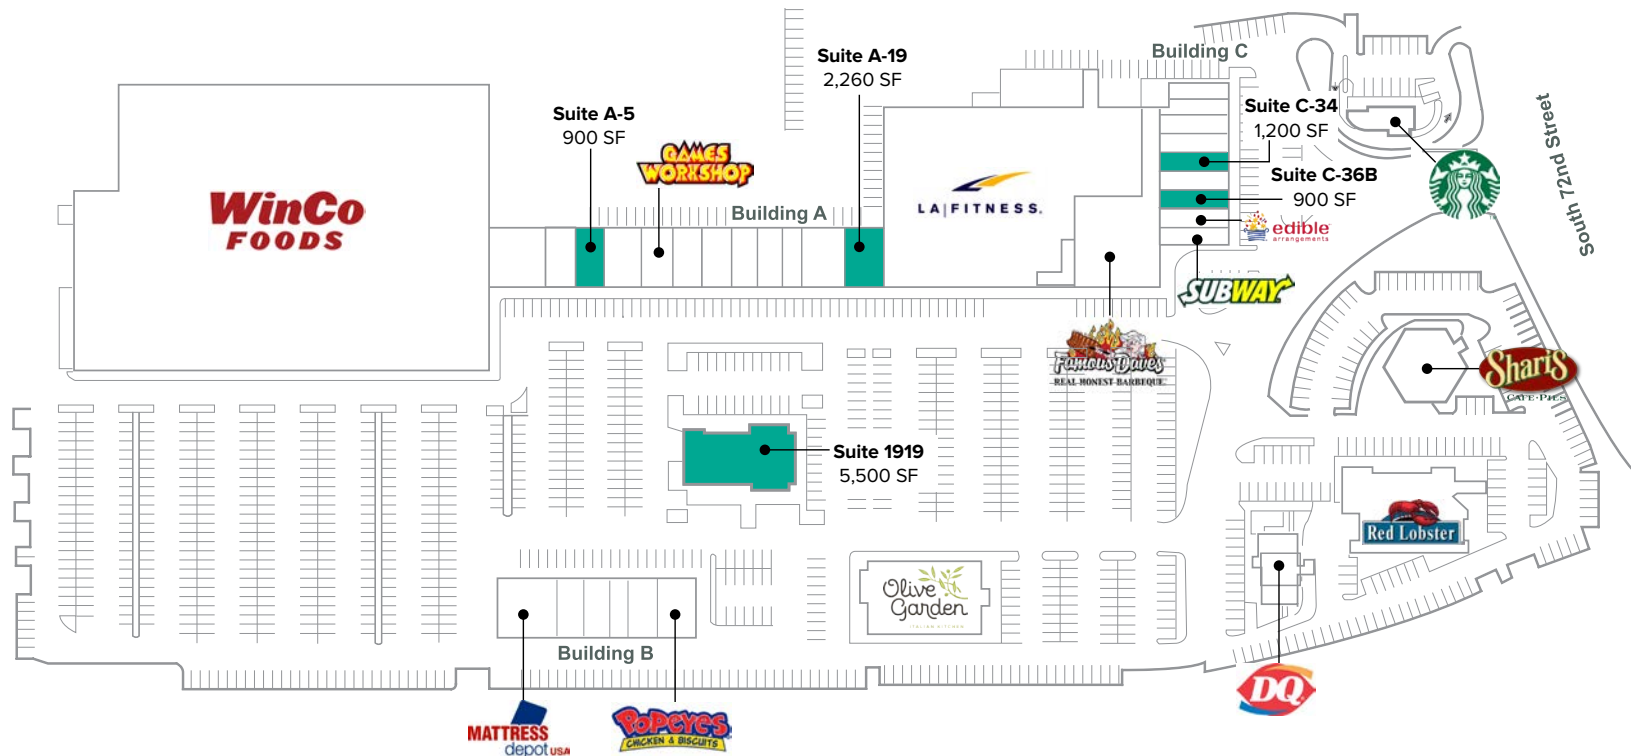 Building C
Suite A-19
2,260 SF
Suite A-5
900 SF
Suite C-34
1,200 SF
GAMES
WORKSHOP
South 72nd Street
WinCo
FOODS
Building A
LA|FITNESS.
Suite C-36B
900 SF
edible
arrangements
SUBWAY
Famous Dave's
REAL HONEST BARBEQUE
Sharis
CAFE • PIES
Suite 1919
5,500 SF
Red Lobster
Olive
Garden
ITALIAN KITCHEN
Building B
DQ
MATTRESS
depot USA
POPEYES
CHICKEN & BISCUITS